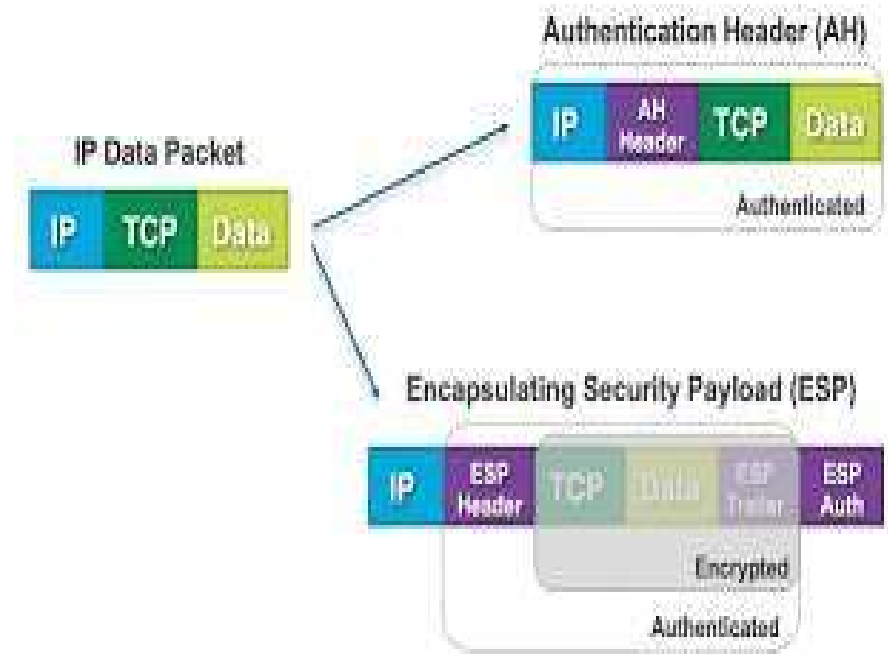 Authentication Header (AH)
IP AH Header TCP Data
Authenticated
IP Data Packet
IP TCP Data
Encapsulating Security Payload (ESP)
IP ESP Header TCP Data ESP Trailer ESP Auth
Encrypted
Authenticated